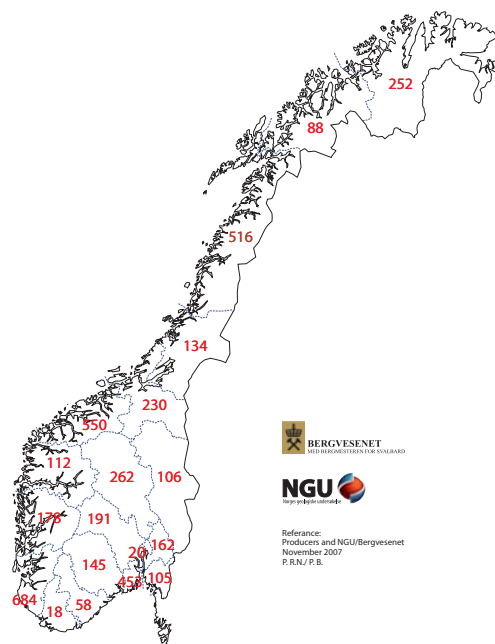 252
88
516
134
230
550
112
262
106
178
191
162
20
145
105
453
684
58
18
BERGVESENET
MED BERGMESTEREN FOR SVALBARD
NGU
Norges geologiske undersøkelse
Referance:
Producers and NGU/Bergvesenet
November 2007
P. R.N./ P. B.